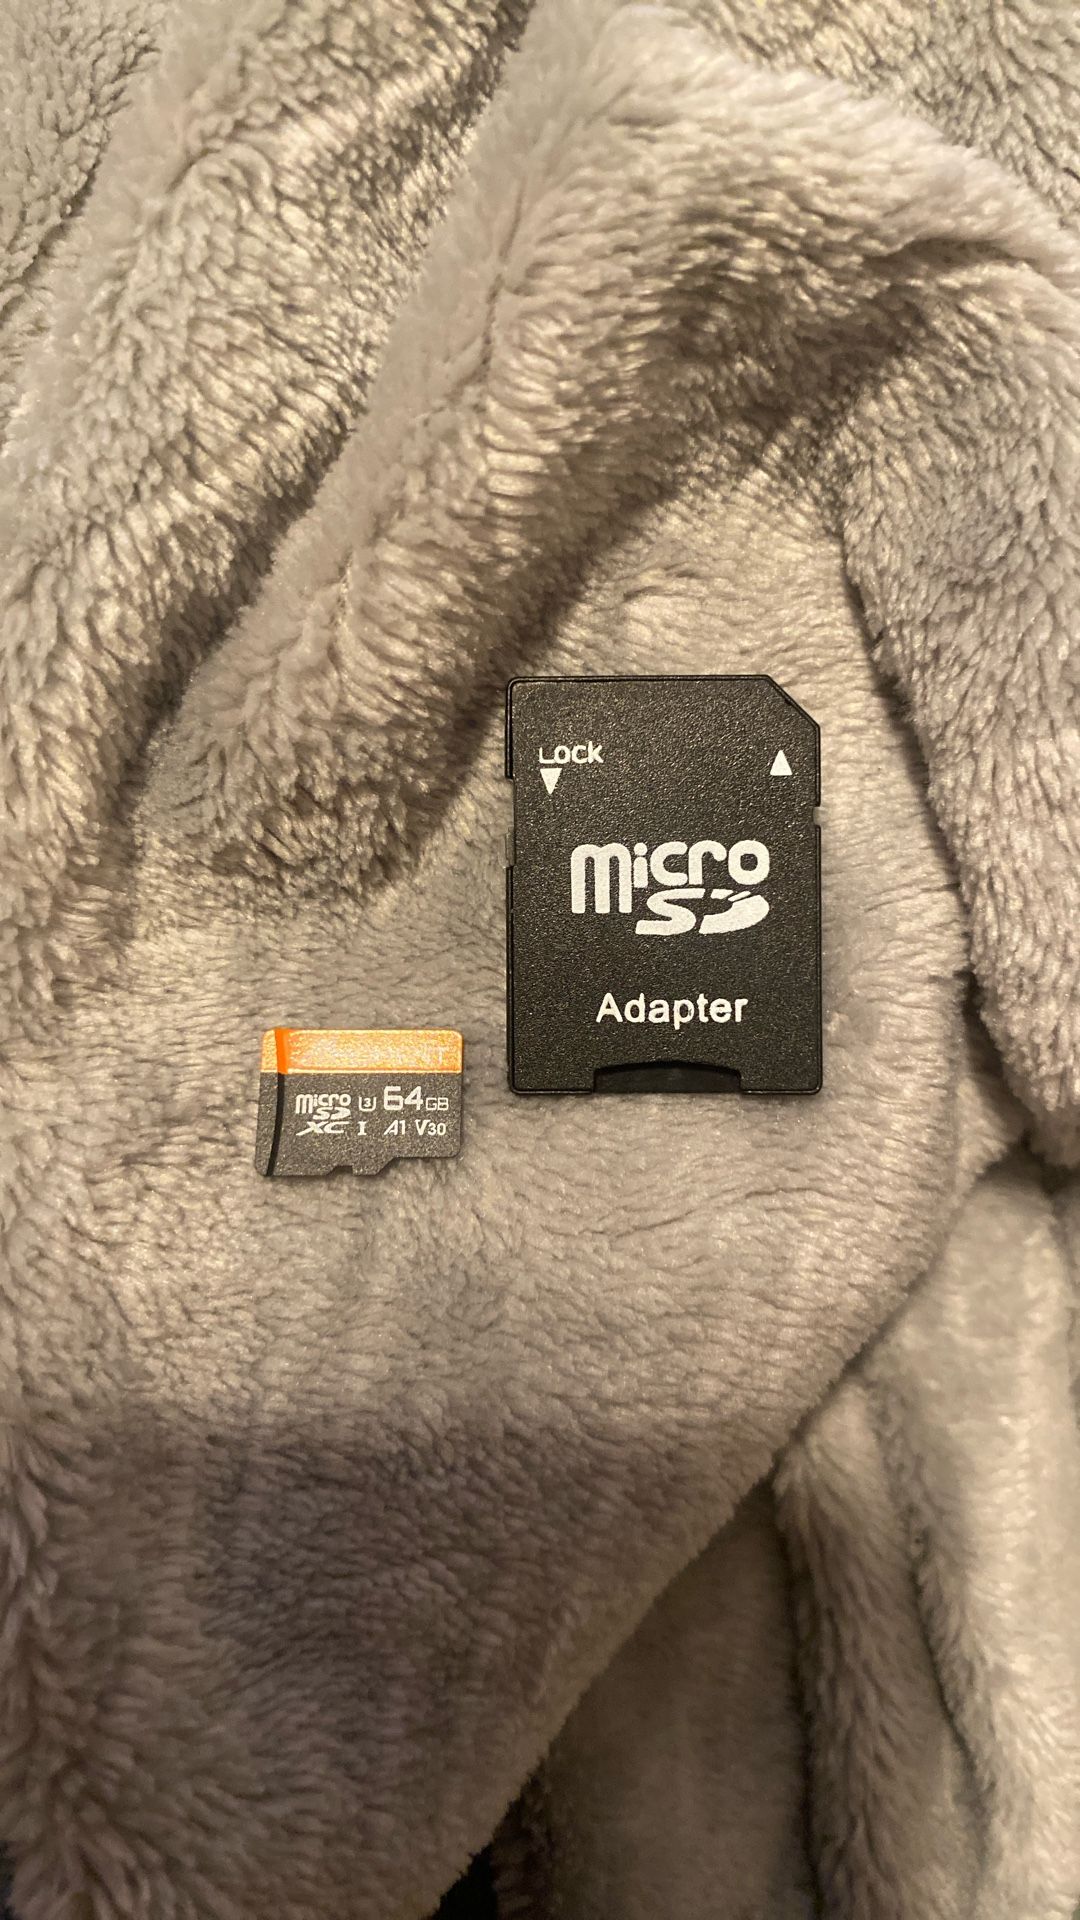 Lock
micro
SD
Adapter
micro
SD
XC I U3 64GB
A1 V30